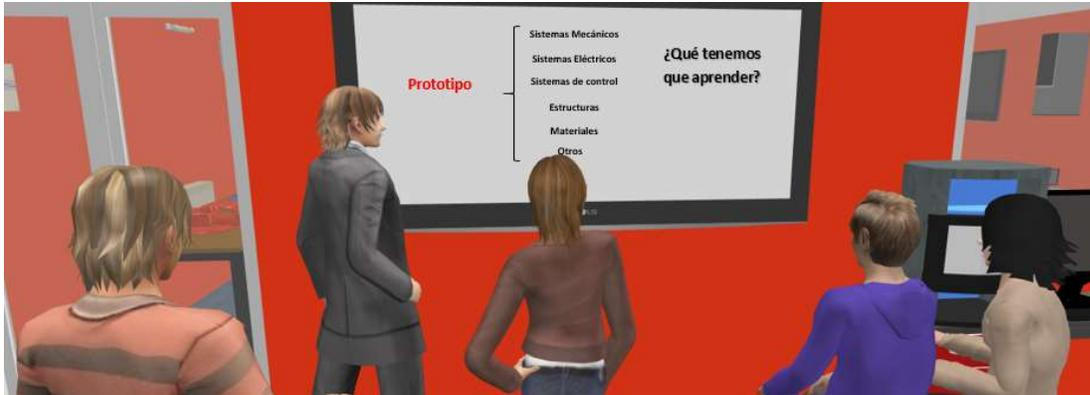 Prototipo
Sistemas Mecánicos
Sistemas Eléctricos
Sistemas de control
Estructuras
Materiales
Otros
¿Qué tenemos
que aprender?